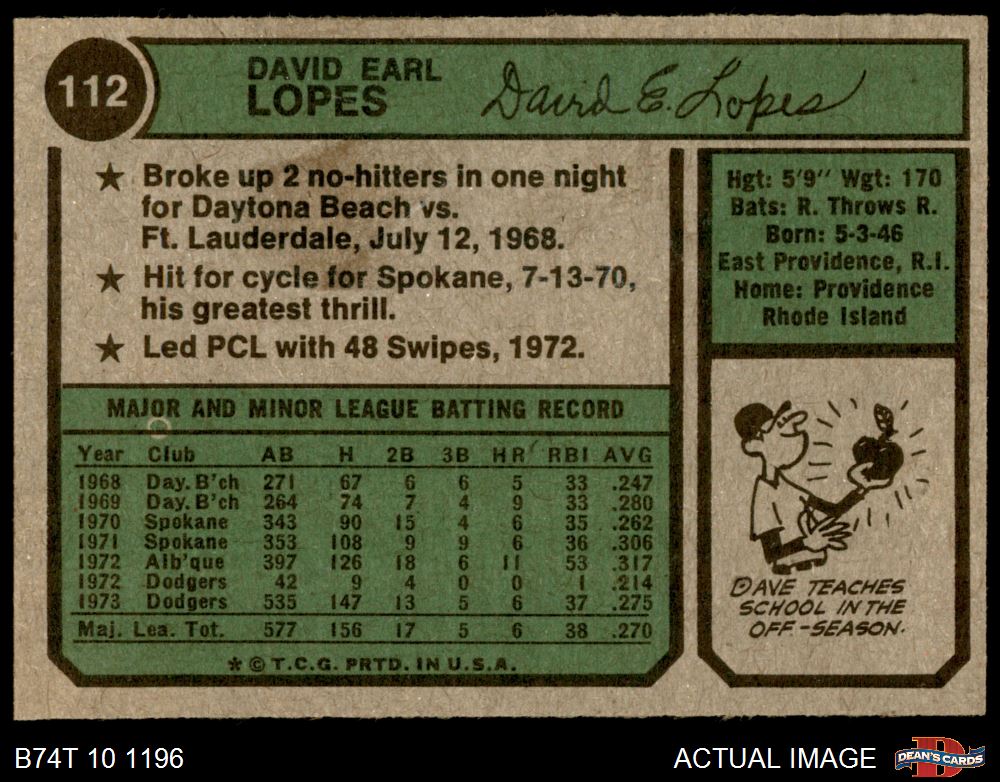 112
DAVID EARL
LOPES
David E. Lopes
★ Broke up 2 no-hitters in one night
for Daytona Beach vs.
Ft. Lauderdale, July 12, 1968.
★ Hit for cycle for Spokane, 7-13-70,
his greatest thrill.
★ Led PCL with 48 Swipes, 1972.
Hgt: 5'9" Wgt: 170
Bats: R. Throws R.
Born: 5-3-46
East Providence, R.I.
Home: Providence
Rhode Island
MAJOR AND MINOR LEAGUE BATTING RECORD
Year Club AB H 2B 3B HR RBI AVG
1968 Day. B'ch 271 67 6 6 5 33 .247
1969 Day. B'ch 264 74 7 4 9 33 .280
1970 Spokane 343 90 15 4 6 35 .262
1971 Spokane 353 108 9 9 6 36 .306
1972 Alb'que 397 126 18 6 11 53 .317
1972 Dodgers 42 9 4 0 0 1 .214
1973 Dodgers 535 147 13 5 6 37 .275
Maj. Lea. Tot. 577 156 17 5 6 38 .270
★ © T.C.G. PRTD. IN U.S.A.
DAVE TEACHES
SCHOOL IN THE
OFF-SEASON.
B74T 10 1196
ACTUAL IMAGE
D
DEAN'S CARDS